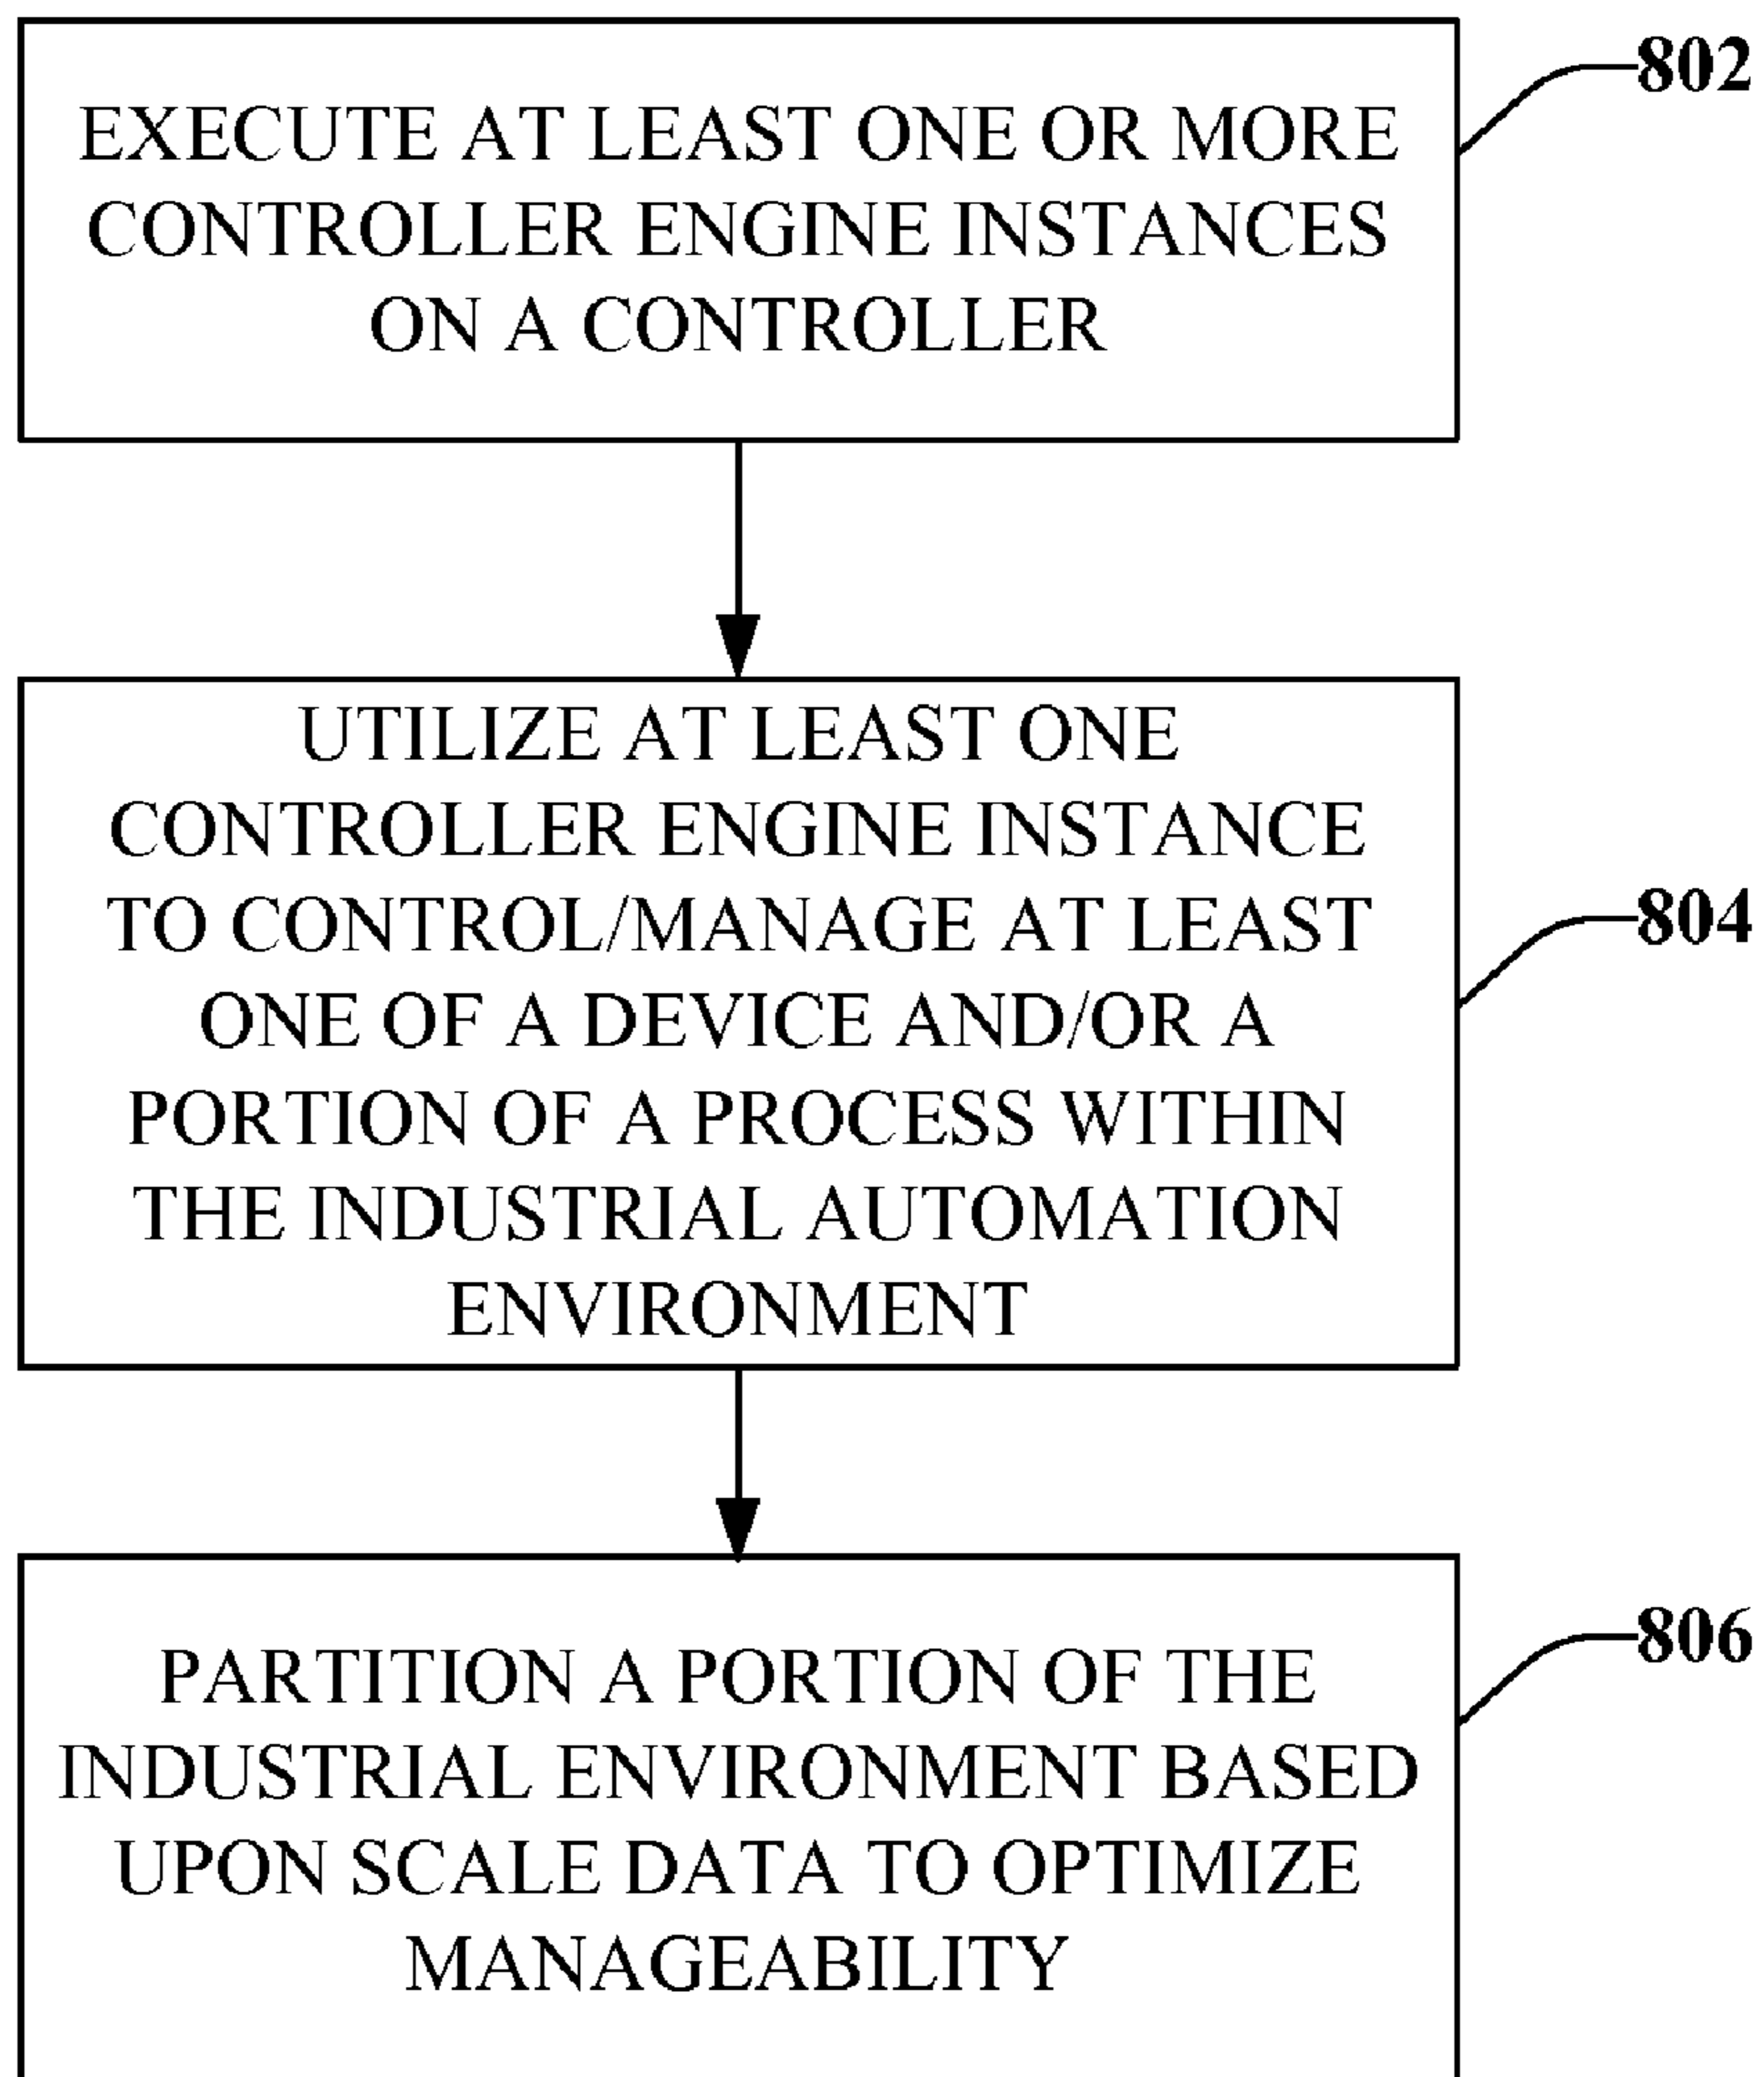 802
EXECUTE AT LEAST ONE OR MORE
CONTROLLER ENGINE INSTANCES
ON A CONTROLLER
UTILIZE AT LEAST ONE
CONTROLLER ENGINE INSTANCE
TO CONTROL/MANAGE AT LEAST
ONE OF A DEVICE AND/OR A
PORTION OF A PROCESS WITHIN
THE INDUSTRIAL AUTOMATION
ENVIRONMENT
804
PARTITION A PORTION OF THE
INDUSTRIAL ENVIRONMENT BASED
UPON SCALE DATA TO OPTIMIZE
MANAGEABILITY
806